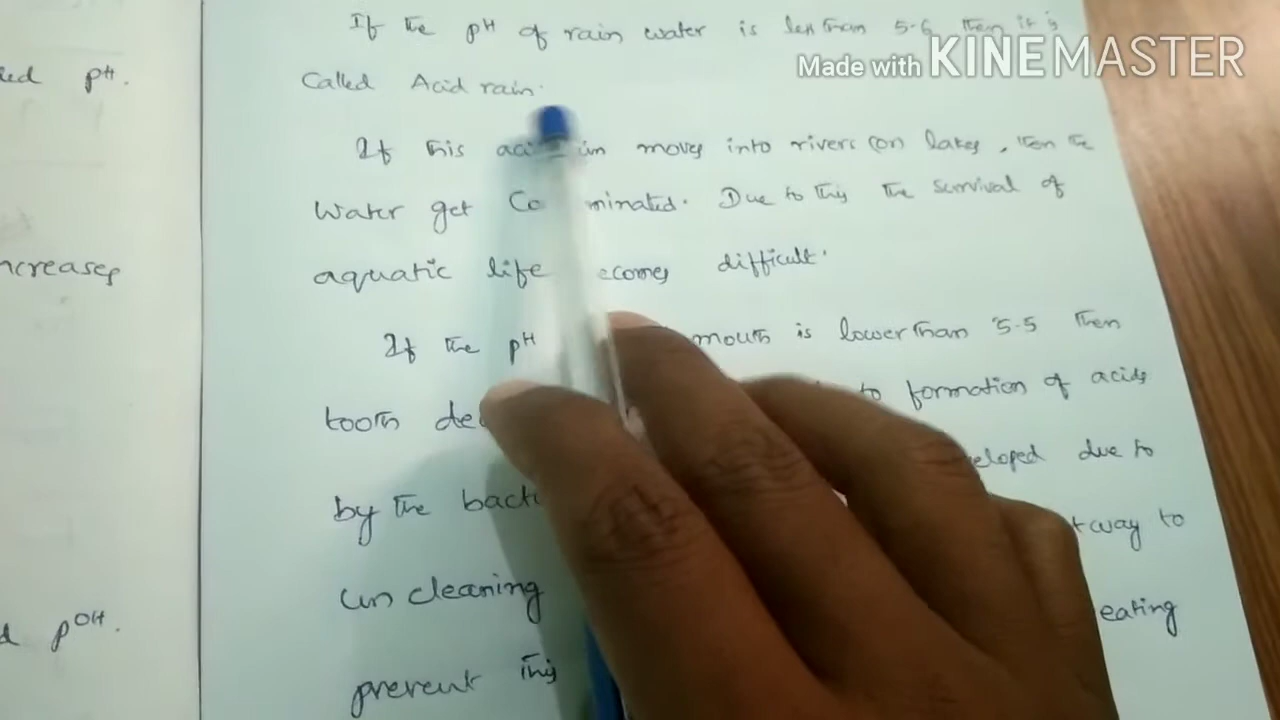 If the pH of rain water is less than 5.6 then it is
Made with KINEMASTER
Called Acid rain.
If this acid moves into rivers (or) lakes, then the
Water get minated. Due to this the survival of
aquatic life ecomes difficult.
If the pH mouth is lower than 5.5 then
tooth to formation of acids
by the eloped due to
un cleaning way to
prevent this eating
ed pH.
ncreases
d pOH.